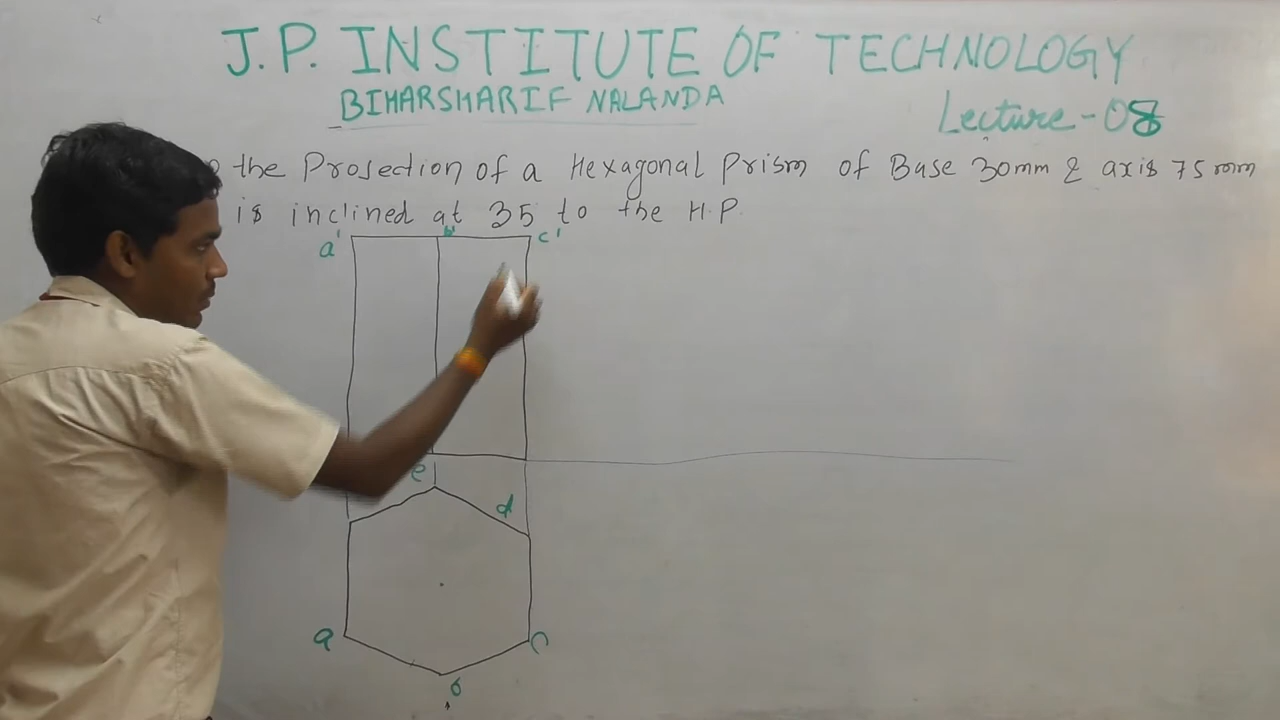 J.P. INSTITUTE OF TECHNOLOGY
BIHARSHARIF NALANDA
Lecture-08
the Projection of a Hexagonal Prism of Base 30mm & axis 75mm
is inclined at 35 to the H.P.
a' b' c'
e
d
a
c
b